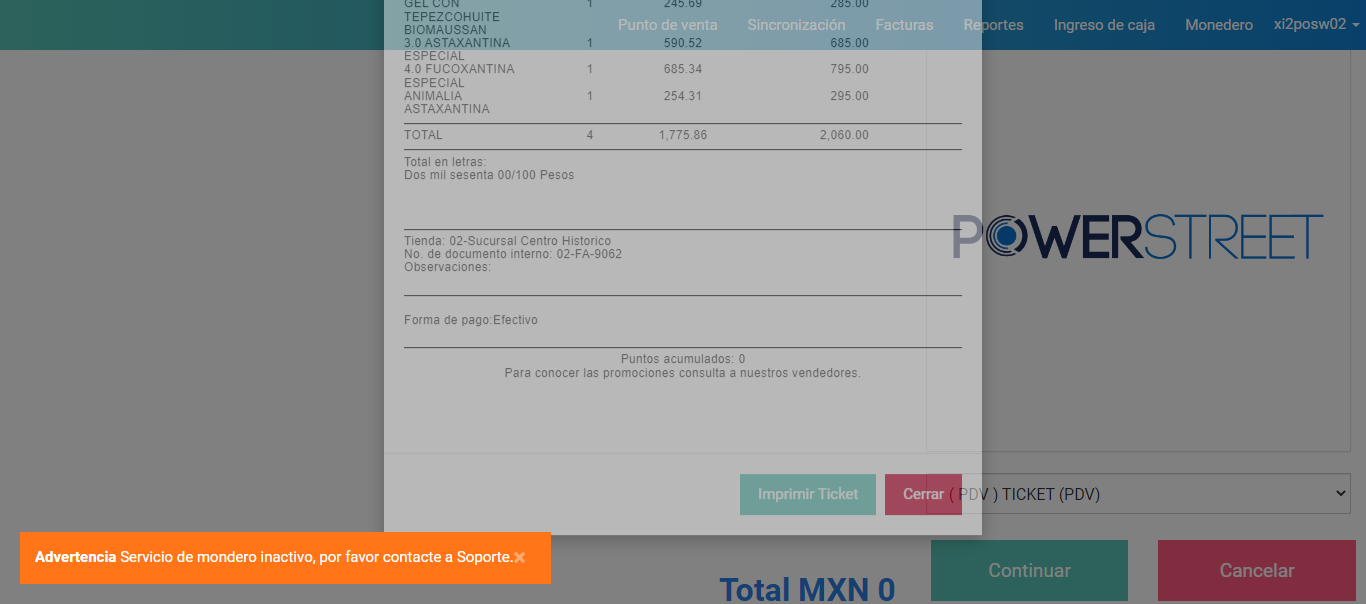 Punto de venta Sincronización Facturas Reportes Ingreso de caja Monedero xi2posw02
GEL CON 1 245.69 285.00
TEPEZCOHUITE
BIOMAUSSAN
3.0 ASTAXANTINA 1 590.52 685.00
ESPECIAL
4.0 FUCOXANTINA 1 685.34 795.00
ESPECIAL
ANIMALIA 1 254.31 295.00
ASTAXANTINA
TOTAL 4 1,775.86 2,060.00
Total en letras:
Dos mil sesenta 00/100 Pesos
Tienda: 02-Sucursal Centro Historico
No. de documento interno: 02-FA-9062
Observaciones:
Forma de pago:Efectivo
Puntos acumulados: 0
Para conocer las promociones consulta a nuestros vendedores.
Imprimir Ticket Cerrar
POWERSTREET
( PDV ) TICKET (PDV)
Advertencia Servicio de mondero inactivo, por favor contacte a Soporte.×
Total MXN 0
Continuar Cancelar